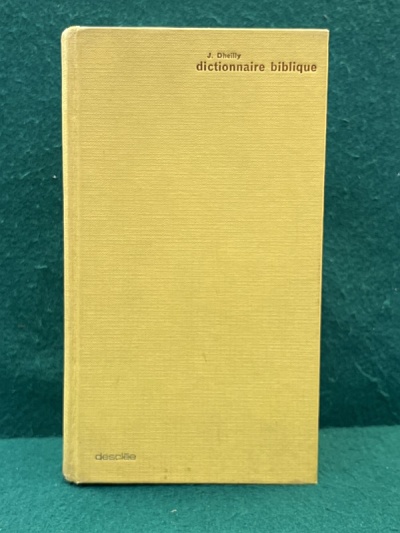 J. Dheilly
dictionnaire biblique
desclée